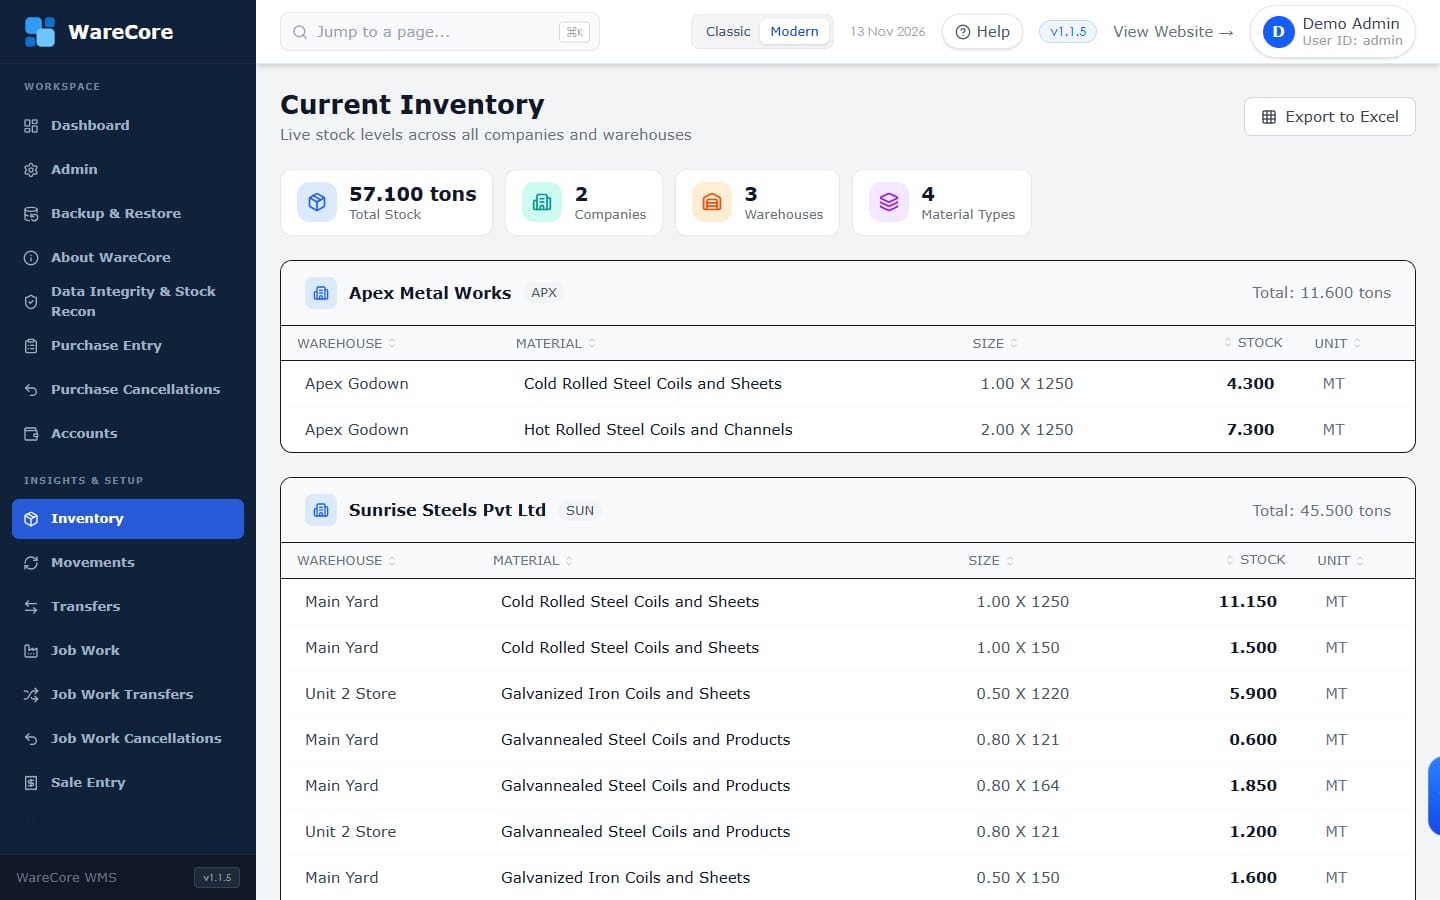 WareCore
Jump to a page...
⌘K
Classic
Modern
13 Nov 2026
Help
v1.1.5
View Website →
D
Demo Admin
User ID: admin
WORKSPACE
Dashboard
Admin
Backup & Restore
About WareCore
Data Integrity & Stock
Recon
Purchase Entry
Purchase Cancellations
Accounts
INSIGHTS & SETUP
Inventory
Movements
Transfers
Job Work
Job Work Transfers
Job Work Cancellations
Sale Entry
WareCore WMS
v1.1.5
Current Inventory
Live stock levels across all companies and warehouses
Export to Excel
57.100 tons
Total Stock
2
Companies
3
Warehouses
4
Material Types
Apex Metal Works APX Total: 11.600 tons
WAREHOUSE MATERIAL SIZE STOCK UNIT
Apex Godown Cold Rolled Steel Coils and Sheets 1.00 X 1250 4.300 MT
Apex Godown Hot Rolled Steel Coils and Channels 2.00 X 1250 7.300 MT
Sunrise Steels Pvt Ltd SUN Total: 45.500 tons
WAREHOUSE MATERIAL SIZE STOCK UNIT
Main Yard Cold Rolled Steel Coils and Sheets 1.00 X 1250 11.150 MT
Main Yard Cold Rolled Steel Coils and Sheets 1.00 X 150 1.500 MT
Unit 2 Store Galvanized Iron Coils and Sheets 0.50 X 1220 5.900 MT
Main Yard Galvannealed Steel Coils and Products 0.80 X 121 0.600 MT
Main Yard Galvannealed Steel Coils and Products 0.80 X 164 1.850 MT
Unit 2 Store Galvannealed Steel Coils and Products 0.80 X 121 1.200 MT
Main Yard Galvanized Iron Coils and Sheets 0.50 X 150 1.600 MT